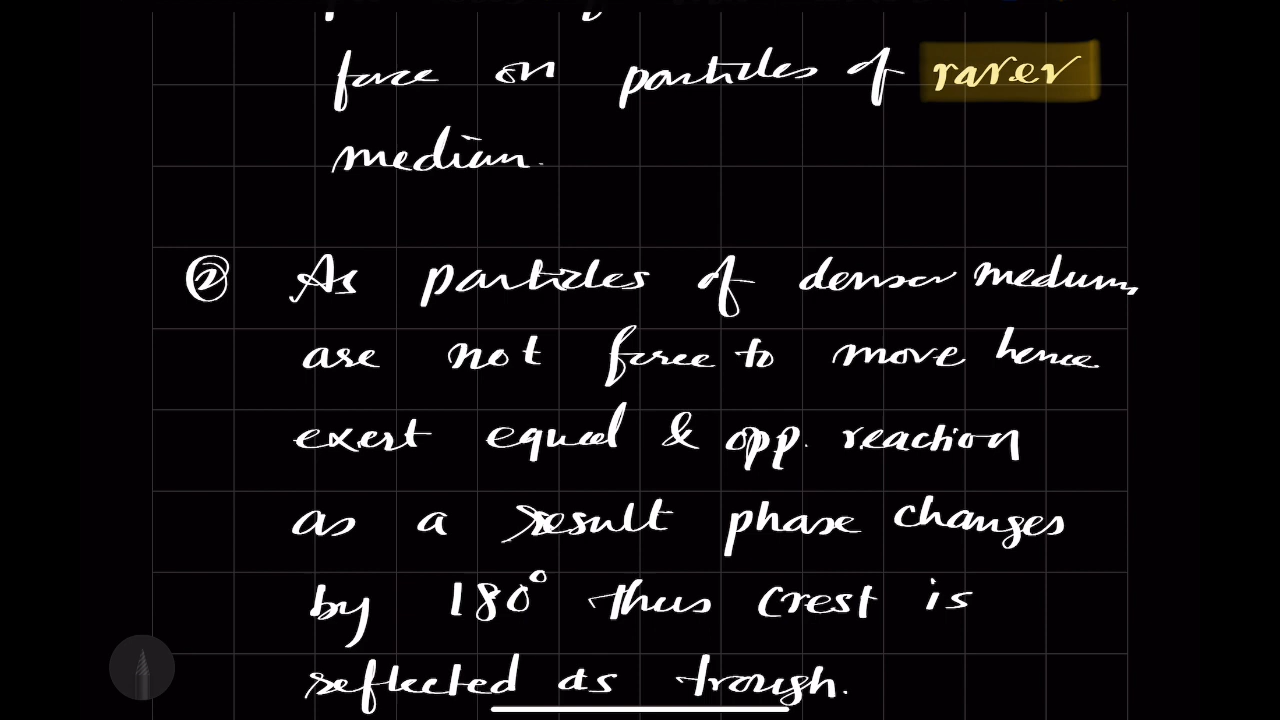 force on particles of rarer
medium.
② As particles of denser medium,
are not force to move hence
exert equal & opp. reaction
as a result phase changes
by 180° thus crest is
reflected as trough.